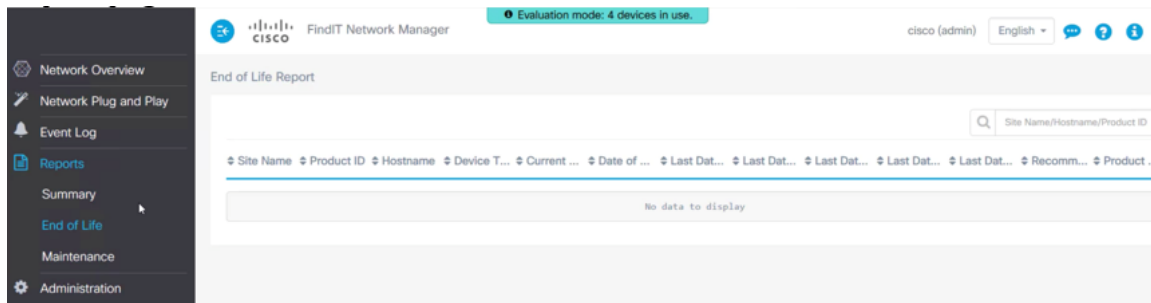 Evaluation mode: 4 devices in use.
CISCO FindIT Network Manager cisco (admin) English
Network Overview
End of Life Report
Network Plug and Play
Site Name/Hostname/Product ID
Event Log
Reports
Site Name Product ID Hostname Device T... Current ... Date of ... Last Dat... Last Dat... Last Dat... Last Dat... Last Dat... Recomm... Product ...
Summary
No data to display
End of Life
Maintenance
Administration